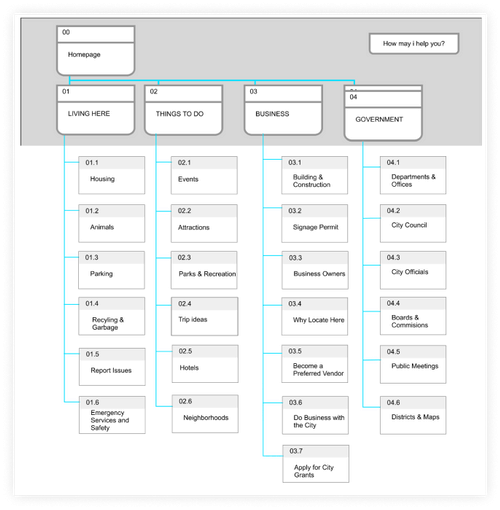 00
Homepage
How may i help you?
01
LIVING HERE
02
THINGS TO DO
03
BUSINESS
04
GOVERNMENT
01.1
Housing
01.2
Animals
01.3
Parking
01.4
Recyling &
Garbage
01.5
Report Issues
01.6
Emergency
Services and
Safety
02.1
Events
02.2
Attractions
02.3
Parks & Recreation
02.4
Trip ideas
02.5
Hotels
02.6
Neighborhoods
03.1
Building &
Construction
03.2
Signage Permit
03.3
Business Owners
03.4
Why Locate Here
03.5
Become a
Preferred Vendor
03.6
Do Business with
the City
03.7
Apply for City
Grants
04.1
Departments &
Offices
04.2
City Council
04.3
City Officials
04.4
Boards &
Commisions
04.5
Public Meetings
04.6
Districts & Maps